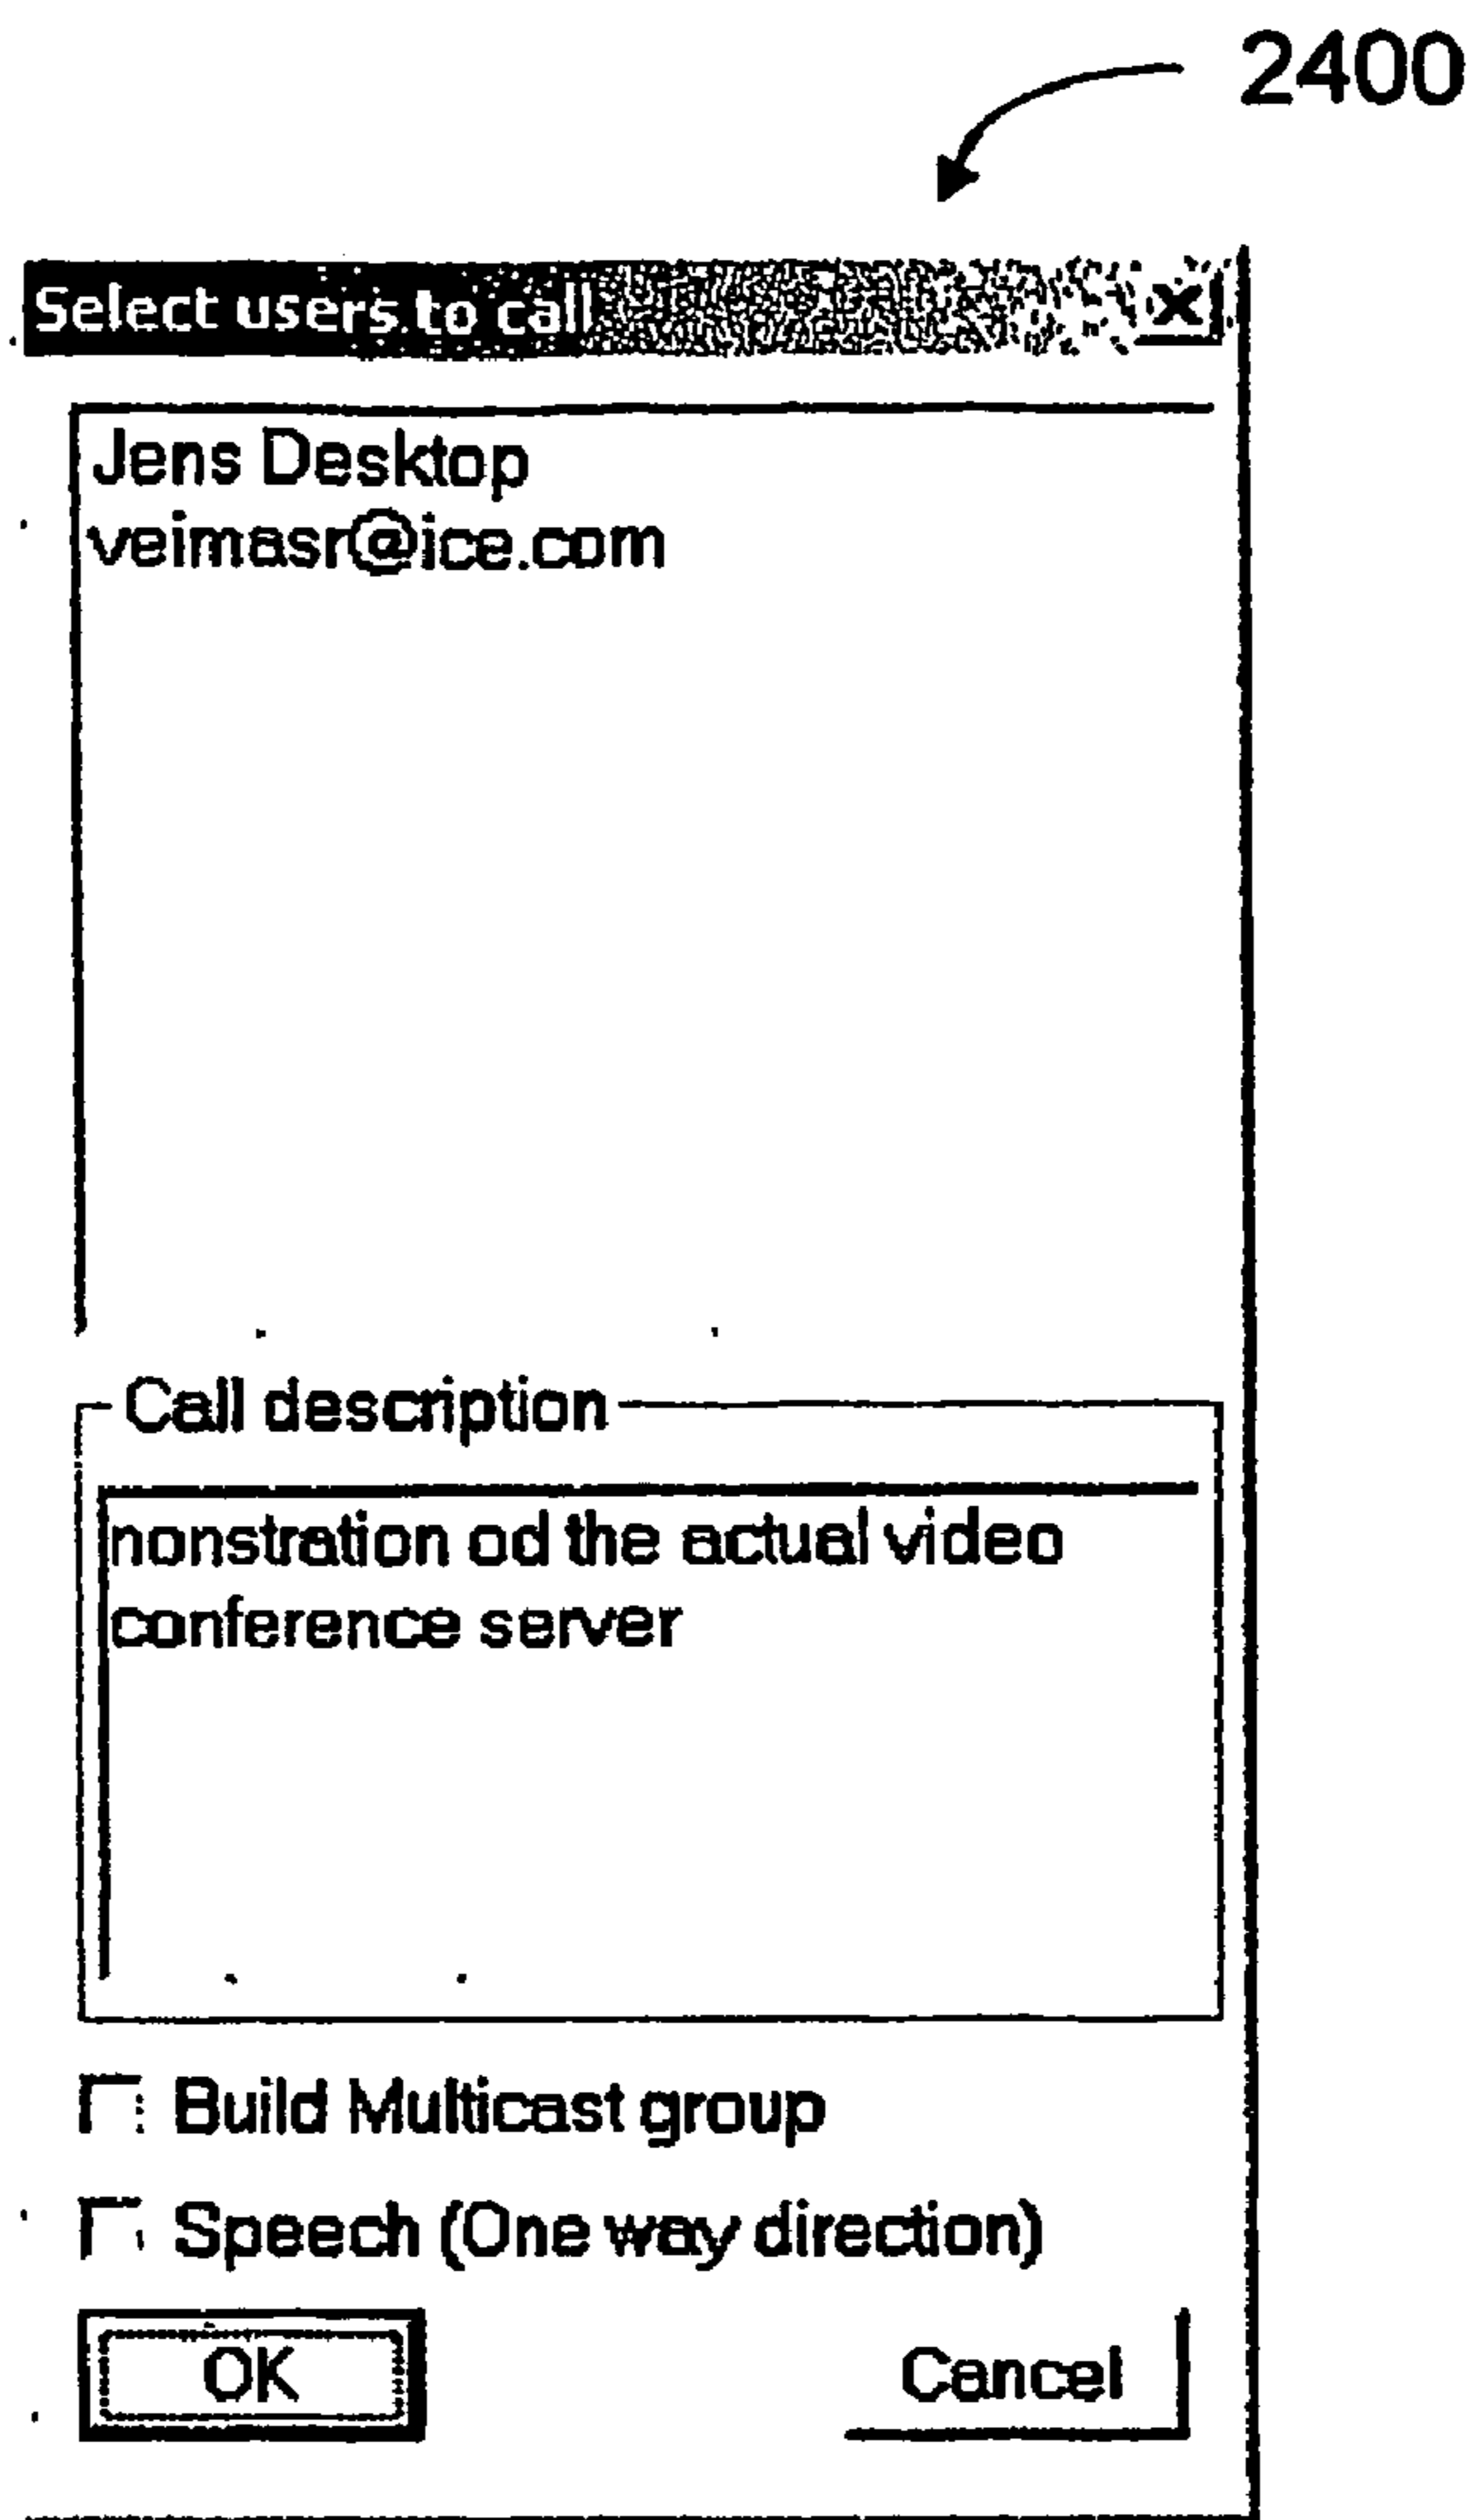 2400
Select users to call
Jens Desktop
veimasr@ice.com
Call description
nonstration od the actual video
conference server
Build Multicast group
Speech (One way direction)
OK
Cancel